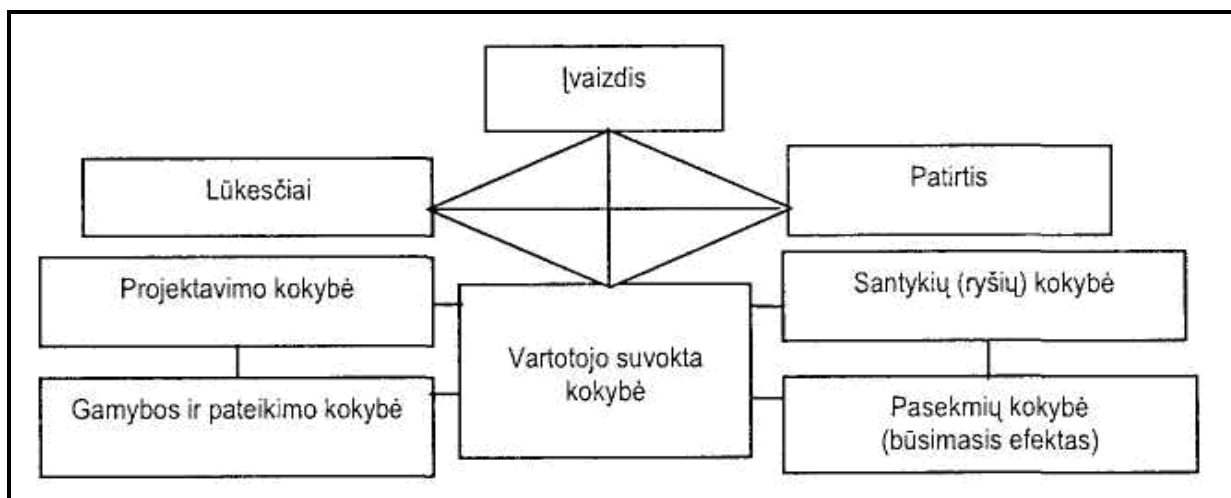 Įvaizdis
Lūkesčiai
Patirtis
Projektavimo kokybė
Santykių (ryšių) kokybė
Vartotojo suvokta
kokybė
Gamybos ir pateikimo kokybė
Pasekmių kokybė
(būsimasis efektas)